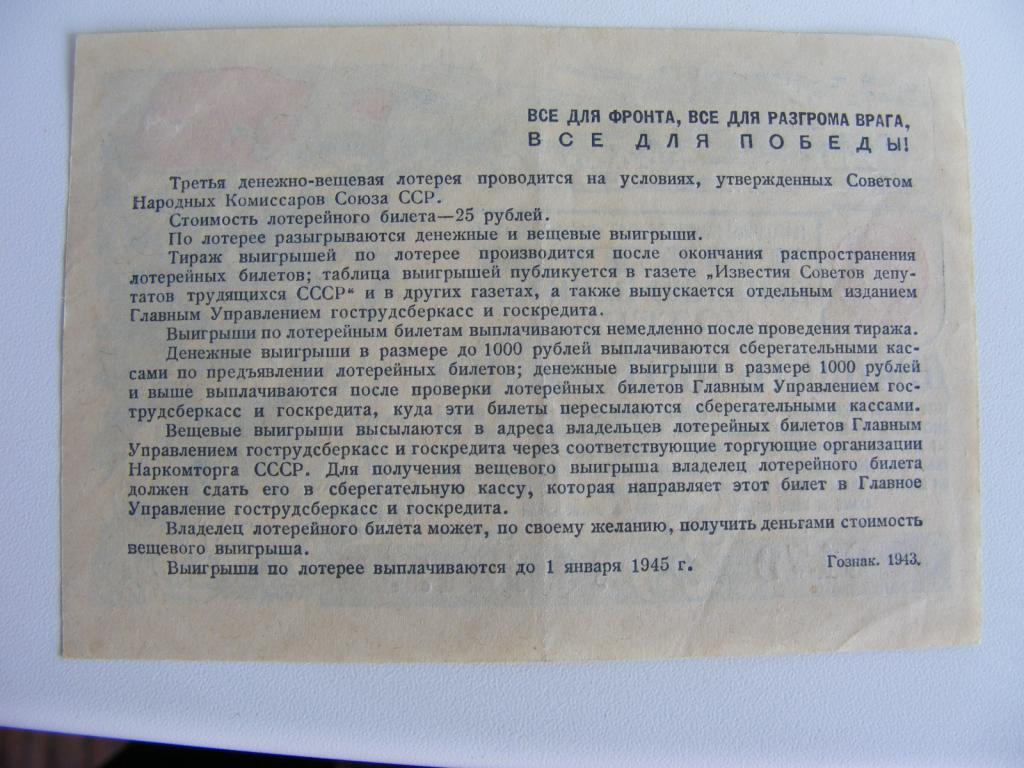 ВСЕ ДЛЯ ФРОНТА, ВСЕ ДЛЯ РАЗГРОМА ВРАГА,
ВСЕ ДЛЯ ПОБЕДЫ!
Третья денежно-вещевая лотерея проводится на условиях, утвержденных Советом
Народных Комиссаров Союза ССР.
Стоимость лотерейного билета—25 рублей.
По лотерее разыгрываются денежные и вещевые выигрыши.
Тираж выигрышей по лотерее производится после окончания распространения
лотерейных билетов; таблица выигрышей публикуется в газете „Известия Советов депу-
татов трудящихся СССР“ и в других газетах, а также выпускается отдельным изданием
Главным Управлением гострудсберкасс и госкредита.
Выигрыши по лотерейным билетам выплачиваются немедленно после проведения тиража.
Денежные выигрыши в размере до 1000 рублей выплачиваются сберегательными кас-
сами по предъявлении лотерейных билетов; денежные выигрыши в размере 1000 рублей
и выше выплачиваются после проверки лотерейных билетов Главным Управлением гос-
трудсберкасс и госкредита, куда эти билеты пересылаются сберегательными кассами.
Вещевые выигрыши высылаются в адреса владельцев лотерейных билетов Главным
Управлением гострудсберкасс и госкредита через соответствующие торгующие организации
Наркомторга СССР. Для получения вещевого выигрыша владелец лотерейного билета
должен сдать его в сберегательную кассу, которая направляет этот билет в Главное
Управление гострудсберкасс и госкредита.
Владелец лотерейного билета может, по своему желанию, получить деньгами стоимость
вещевого выигрыша.
Выигрыши по лотерее выплачиваются до 1 января 1945 г.
Гознак. 1943.